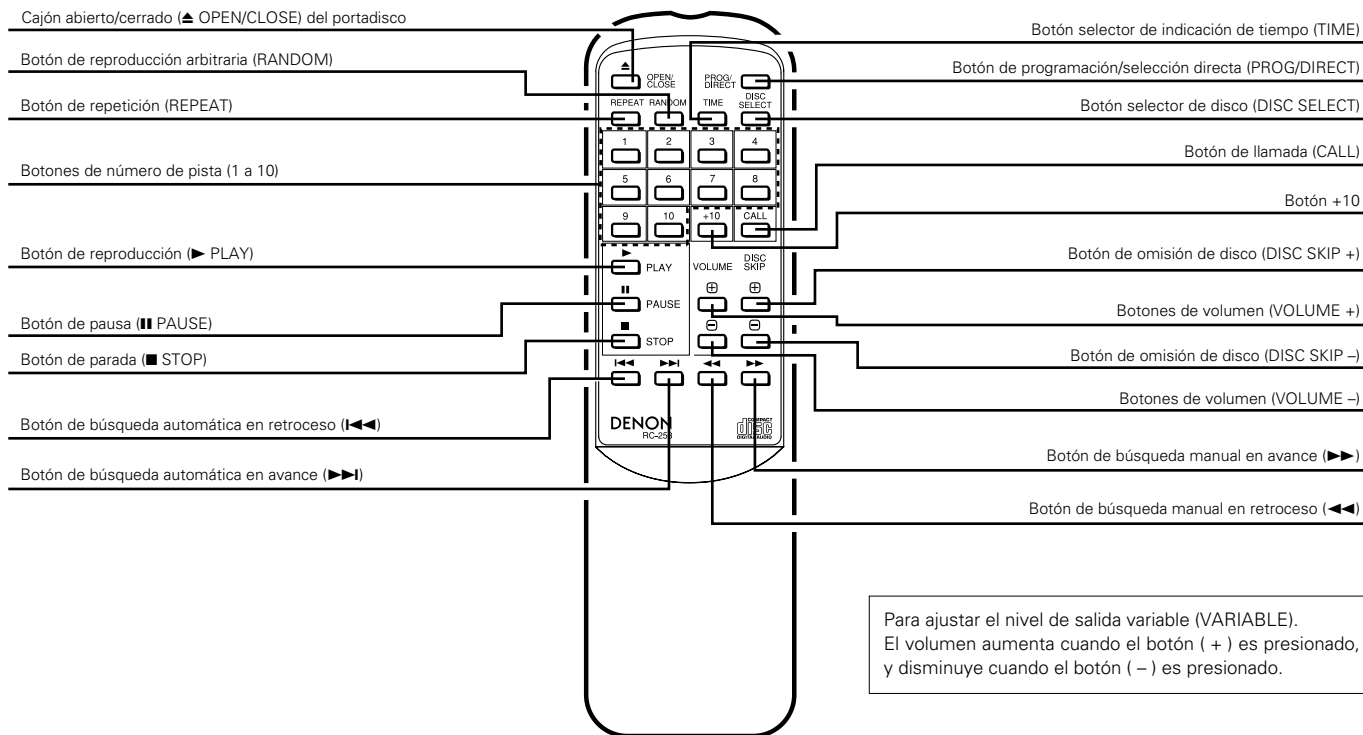 Cajón abierto/cerrado (⏏ OPEN/CLOSE) del portadisco
Botón de reproducción arbitraria (RANDOM)
Botón de repetición (REPEAT)
Botones de número de pista (1 a 10)
Botón de reproducción (► PLAY)
Botón de pausa (II PAUSE)
Botón de parada (■ STOP)
Botón de búsqueda automática en retroceso (I◄◄)
Botón de búsqueda automática en avance (►►I)
⏏ OPEN/
CLOSE
PROG/
DIRECT
REPEAT RANDOM TIME DISC
SELECT
1 2 3 4
5 6 7 8
9 10 +10 CALL
► PLAY
VOLUME DISC
SKIP
II PAUSE
+ +
■ STOP
– –
I◄◄ ►►I ◄◄ ►►
DENON
COMPACT
disc
DIGITAL AUDIO
Botón selector de indicación de tiempo (TIME)
Botón de programación/selección directa (PROG/DIRECT)
Botón selector de disco (DISC SELECT)
Botón de llamada (CALL)
Botón +10
Botón de omisión de disco (DISC SKIP +)
Botones de volumen (VOLUME +)
Botón de omisión de disco (DISC SKIP –)
Botones de volumen (VOLUME –)
Botón de búsqueda manual en avance (►►)
Botón de búsqueda manual en retroceso (◄◄)
Para ajustar el nivel de salida variable (VARIABLE).
El volumen aumenta cuando el botón ( + ) es presionado,
y disminuye cuando el botón ( – ) es presionado.